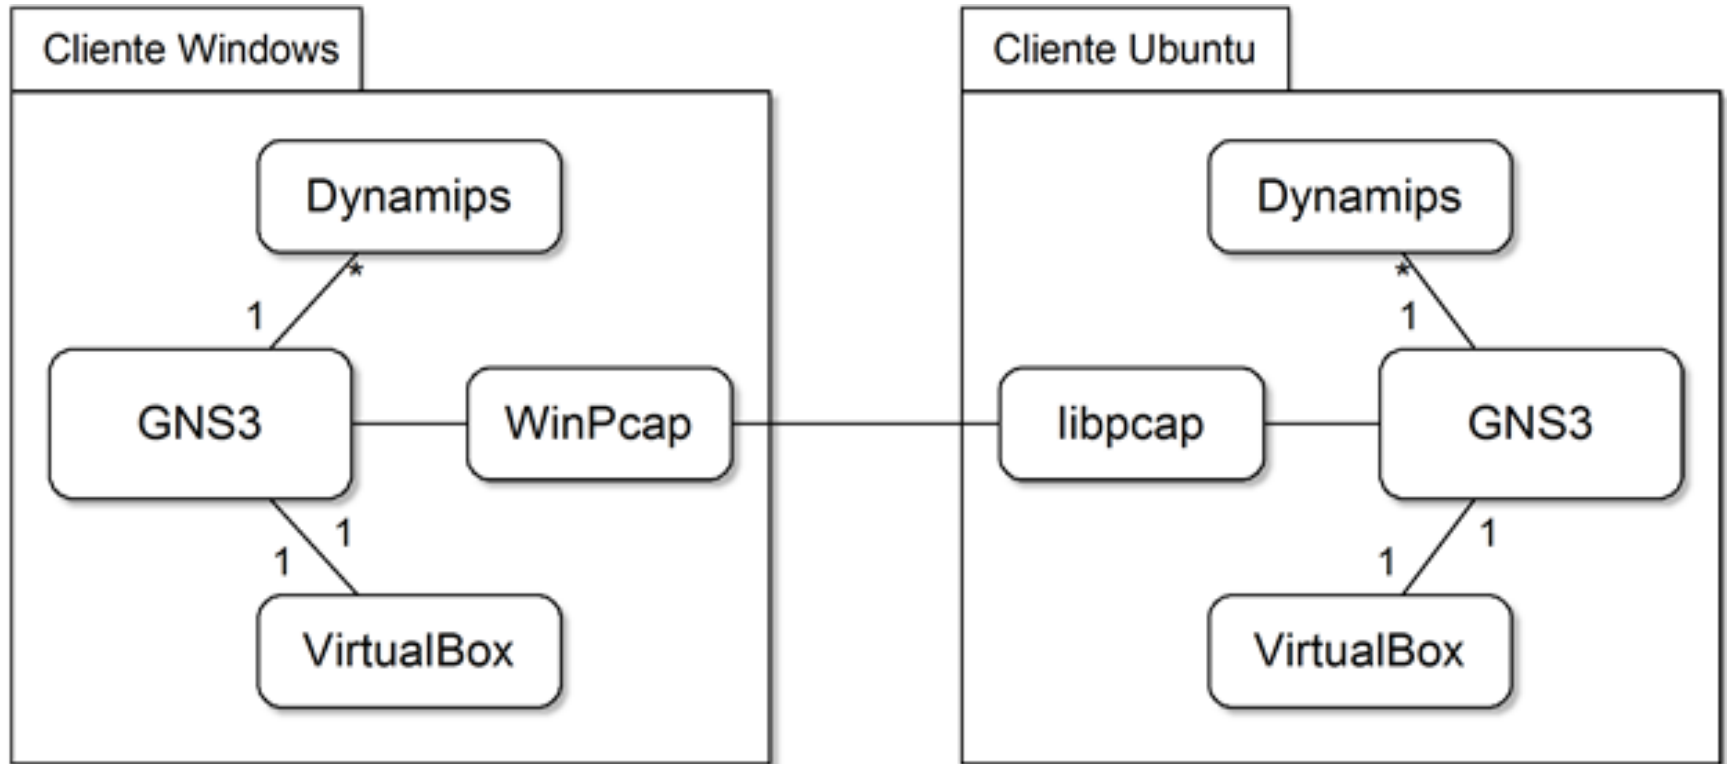 Cliente Windows
Dynamips
*
1
GNS3
WinPcap
1
1
VirtualBox
Cliente Ubuntu
Dynamips
*
1
libpcap
GNS3
1
1
VirtualBox